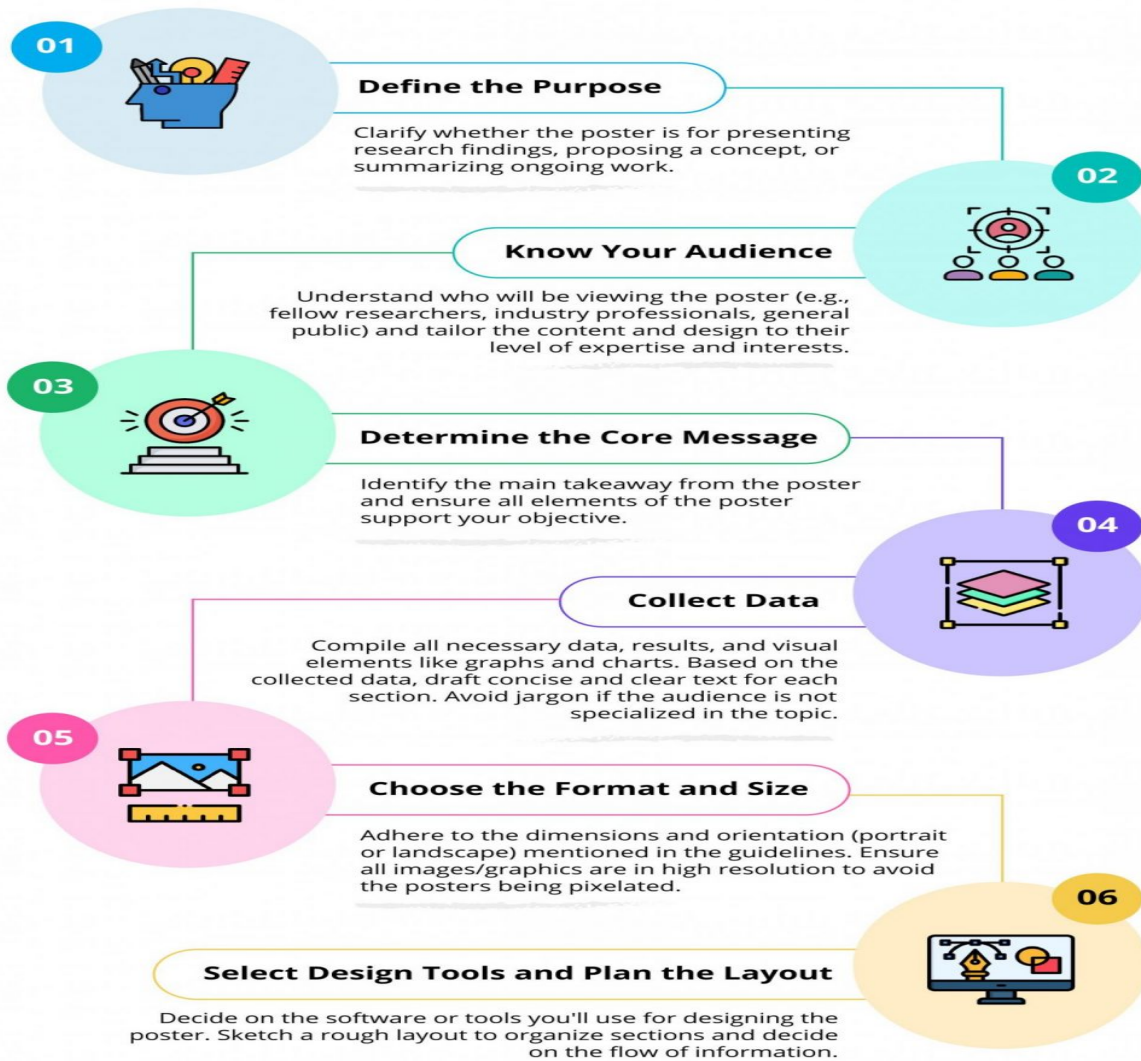 01
Define the Purpose
Clarify whether the poster is for presenting
research findings, proposing a concept, or
summarizing ongoing work.
02
Know Your Audience
Understand who will be viewing the poster (e.g.,
fellow researchers, industry professionals, general
public) and tailor the content and design to their
level of expertise and interests.
03
Determine the Core Message
Identify the main takeaway from the poster
and ensure all elements of the poster
support your objective.
04
Collect Data
Compile all necessary data, results, and visual
elements like graphs and charts. Based on the
collected data, draft concise and clear text for each
section. Avoid jargon if the audience is not
specialized in the topic.
05
Choose the Format and Size
Adhere to the dimensions and orientation (portrait
or landscape) mentioned in the guidelines. Ensure
all images/graphics are in high resolution to avoid
the posters being pixelated.
06
Select Design Tools and Plan the Layout
Decide on the software or tools you'll use for designing the
poster. Sketch a rough layout to organize sections and decide
on the flow of information.